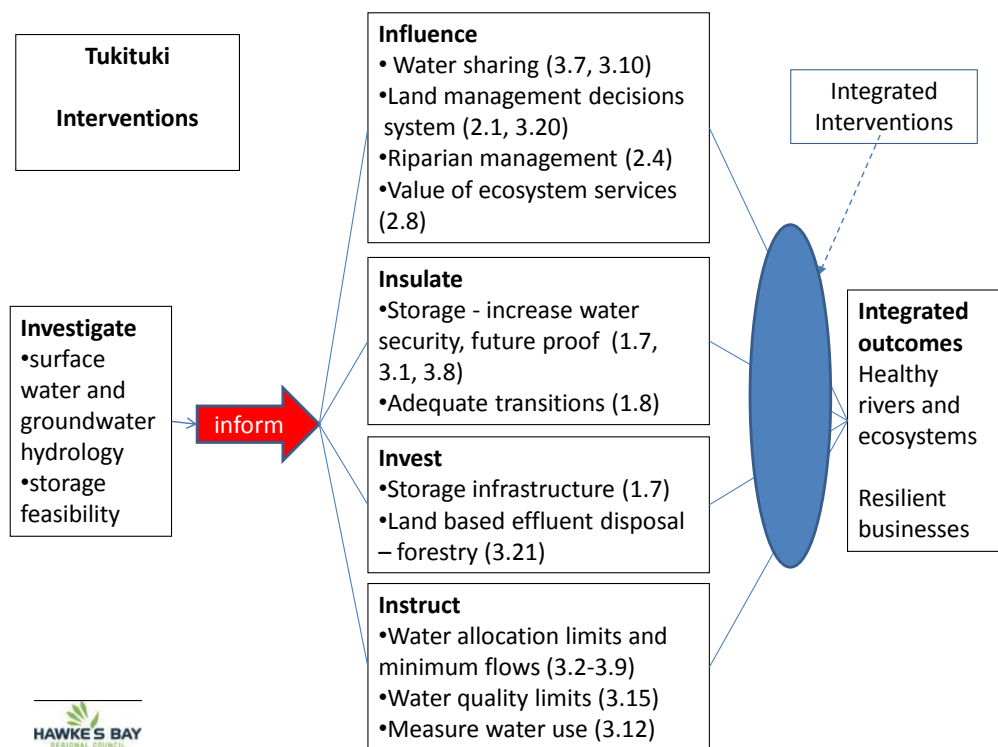 Tukituki
Interventions
Investigate
•surface
water and
groundwater
hydrology
•storage
feasibility
inform
Influence
• Water sharing (3.7, 3.10)
•Land management decisions
system (2.1, 3.20)
•Riparian management (2.4)
•Value of ecosystem services
(2.8)
Insulate
•Storage - increase water
security, future proof (1.7,
3.1, 3.8)
•Adequate transitions (1.8)
Invest
•Storage infrastructure (1.7)
•Land based effluent disposal
– forestry (3.21)
Instruct
•Water allocation limits and
minimum flows (3.2-3.9)
•Water quality limits (3.15)
•Measure water use (3.12)
Integrated
Interventions
Integrated
outcomes
Healthy
rivers and
ecosystems
Resilient
businesses
HAWKE'S BAY
REGIONAL COUNCIL